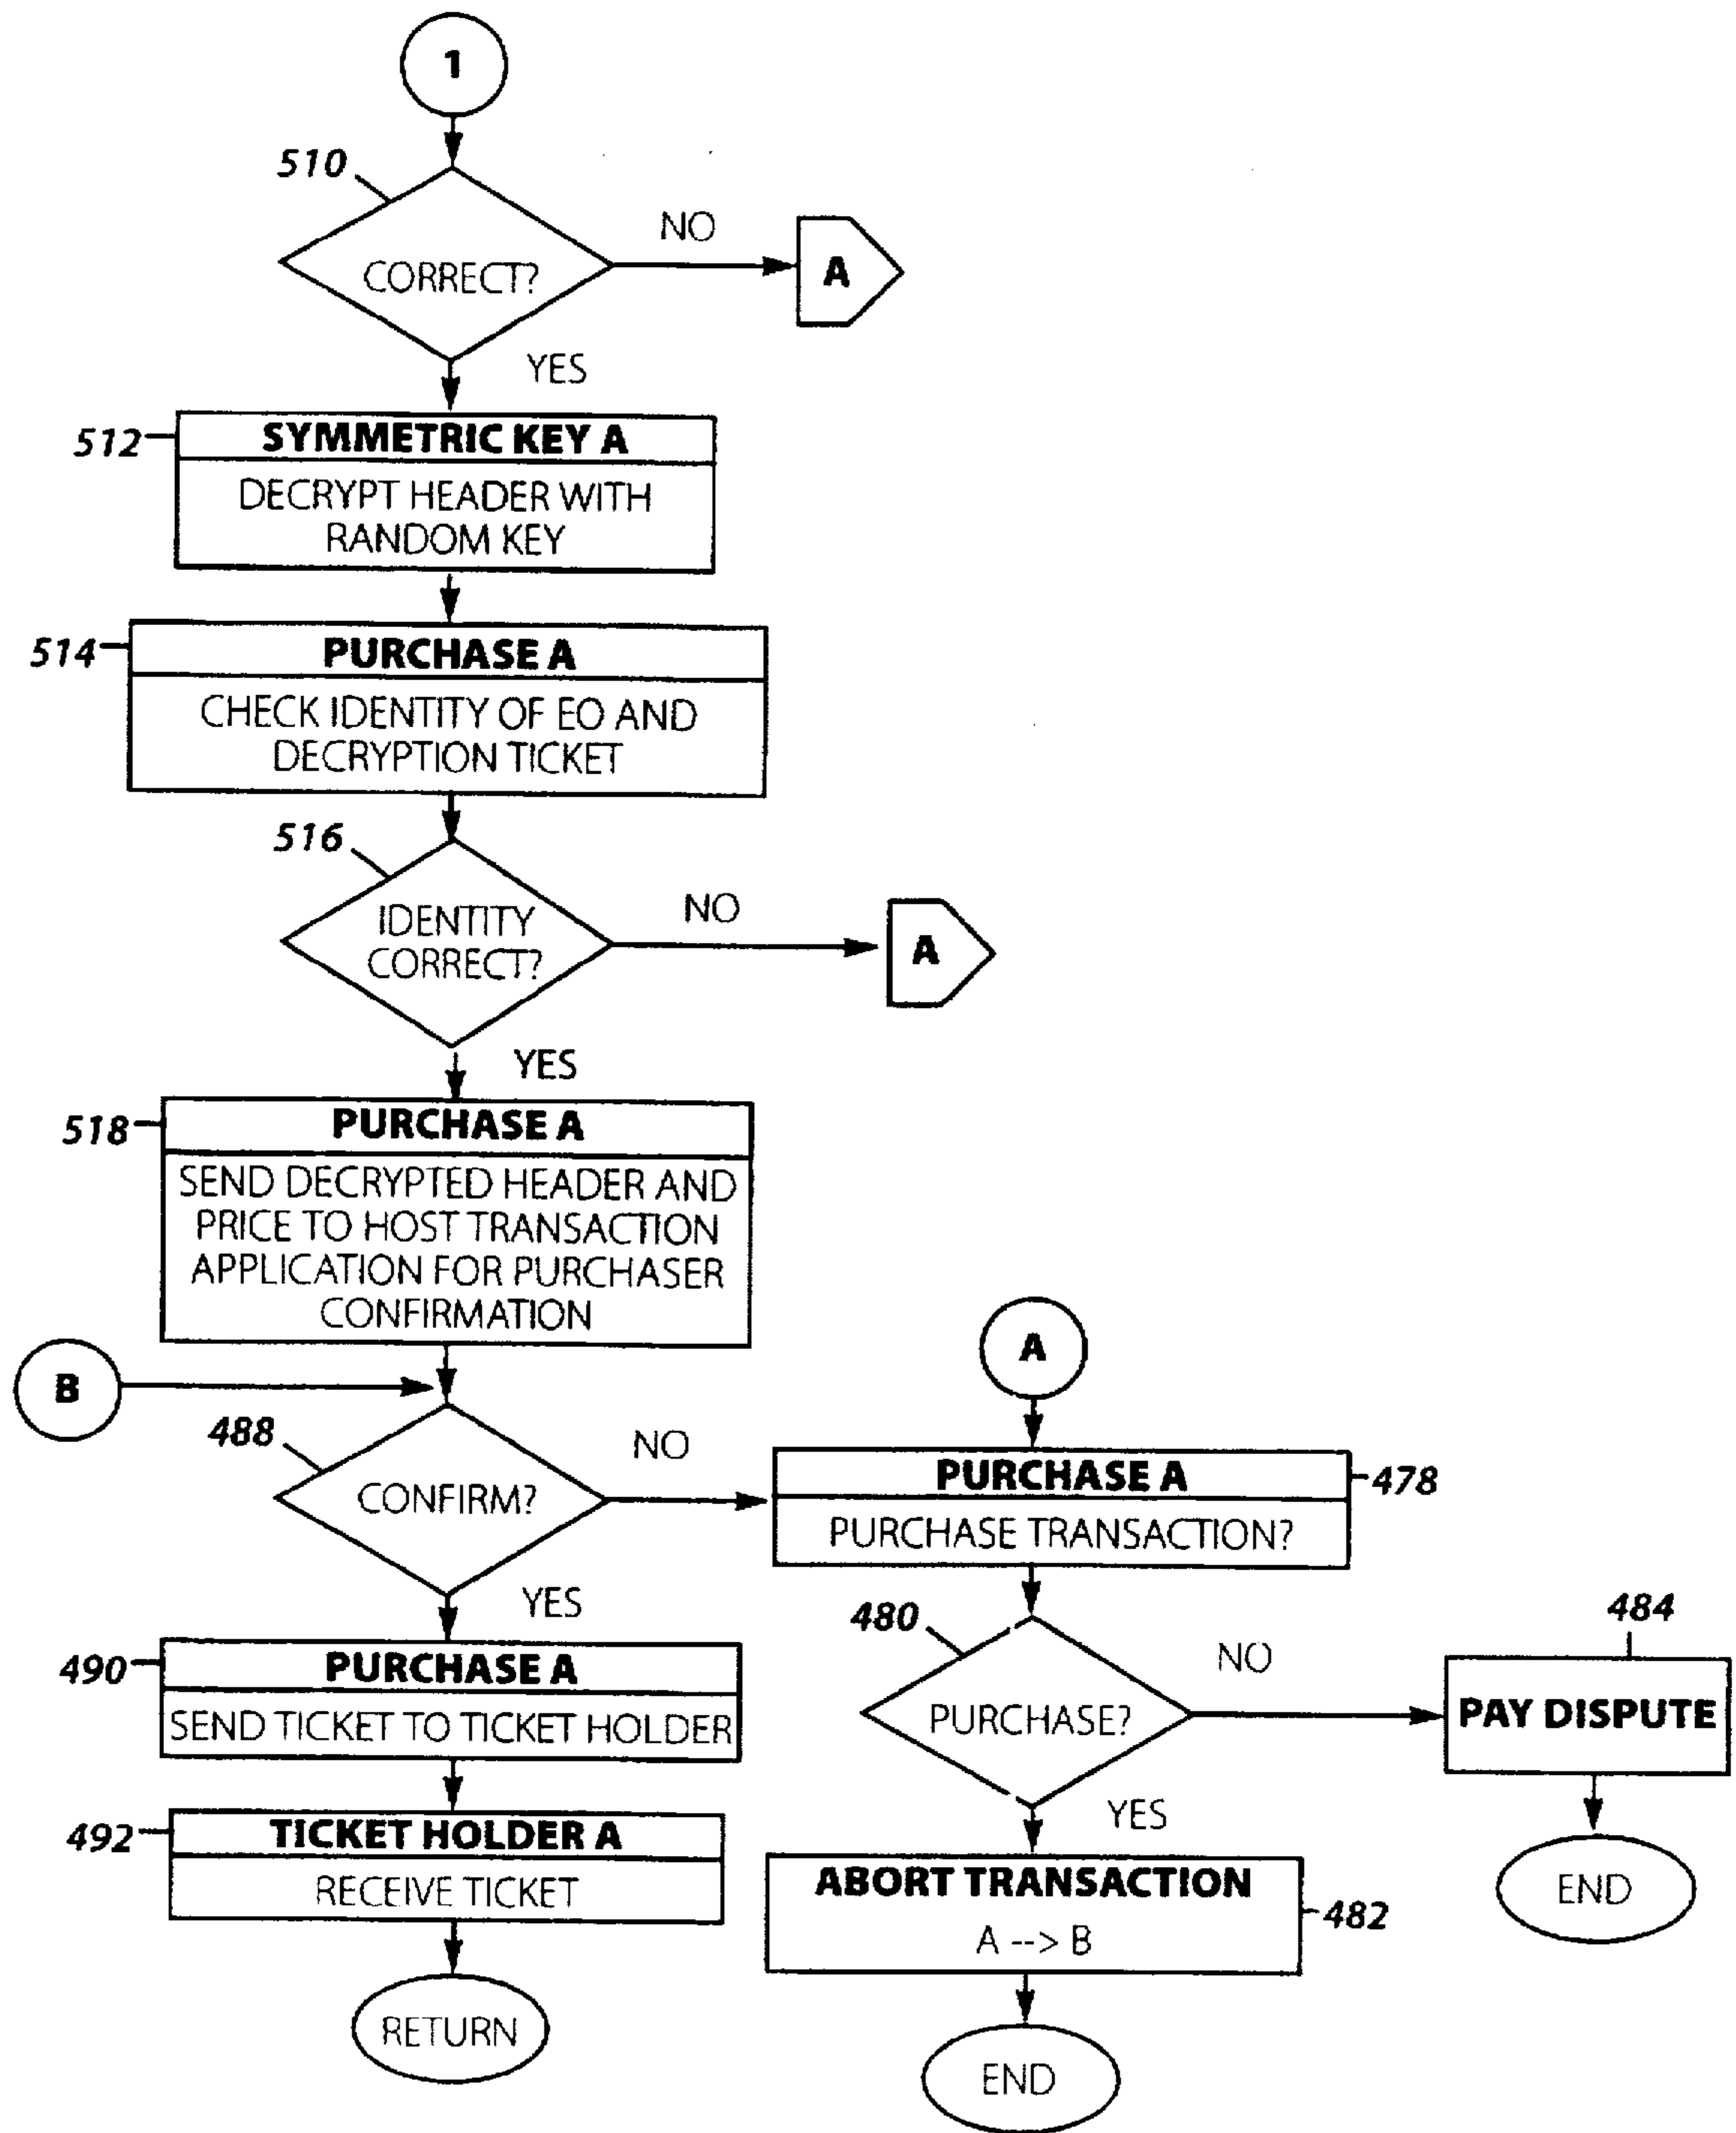 1
510
CORRECT?
NO
A
YES
512
SYMMETRIC KEY A
DECRYPT HEADER WITH
RANDOM KEY
514
PURCHASE A
CHECK IDENTITY OF EO AND
DECRYPTION TICKET
516
IDENTITY
CORRECT?
NO
A
YES
518
PURCHASE A
SEND DECRYPTED HEADER AND
PRICE TO HOST TRANSACTION
APPLICATION FOR PURCHASER
CONFIRMATION
B
488
CONFIRM?
NO
YES
490
PURCHASE A
SEND TICKET TO TICKET HOLDER
492
TICKET HOLDER A
RECEIVE TICKET
RETURN
A
PURCHASE A
478
PURCHASE TRANSACTION?
480
PURCHASE?
NO
484
PAY DISPUTE
END
YES
ABORT TRANSACTION
A --> B
482
END